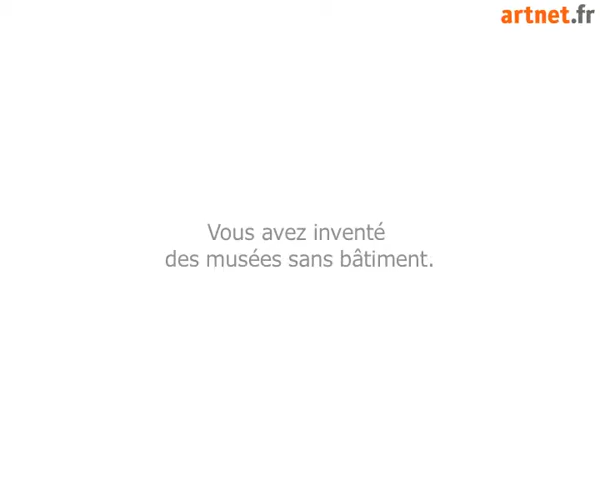 artnet.fr
Vous avez inventé
des musées sans bâtiment.